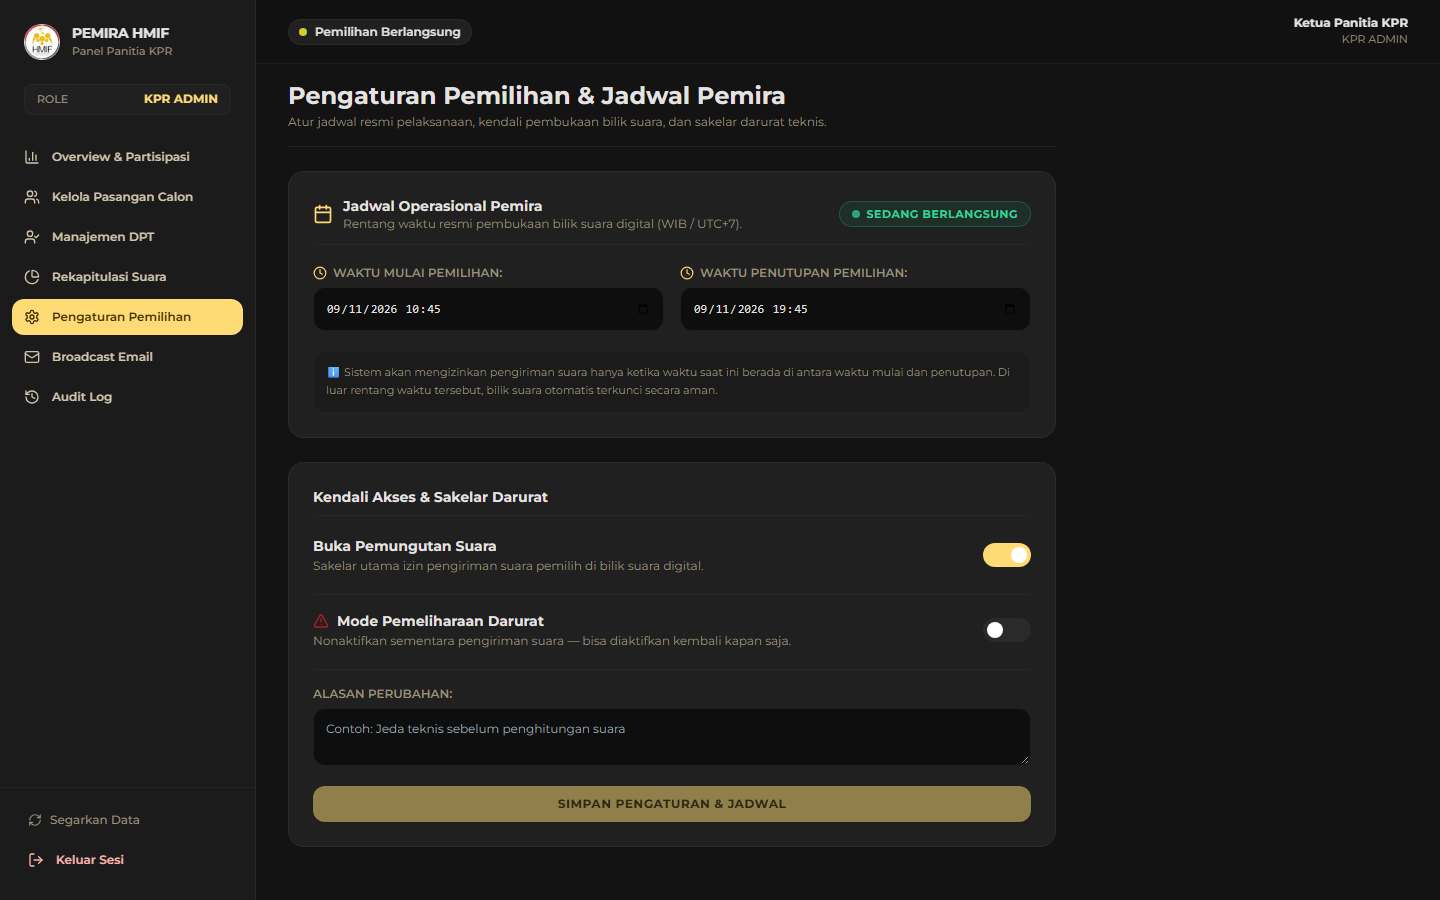 PEMIRA HMIF
Panel Panitia KPR
HMIF
ROLE
KPR ADMIN
Overview & Partisipasi
Kelola Pasangan Calon
Manajemen DPT
Rekapitulasi Suara
Pengaturan Pemilihan
Broadcast Email
Audit Log
Segarkan Data
Keluar Sesi
Pemilihan Berlangsung
Ketua Panitia KPR
KPR ADMIN
Pengaturan Pemilihan & Jadwal Pemira
Atur jadwal resmi pelaksanaan, kendali pembukaan bilik suara, dan sakelar darurat teknis.
Jadwal Operasional Pemira
Rentang waktu resmi pembukaan bilik suara digital (WIB / UTC+7).
SEDANG BERLANGSUNG
WAKTU MULAI PEMILIHAN:
09/11/2026 10:45
WAKTU PENUTUPAN PEMILIHAN:
09/11/2026 19:45
ℹ️ Sistem akan mengizinkan pengiriman suara hanya ketika waktu saat ini berada di antara waktu mulai dan penutupan. Di
luar rentang waktu tersebut, bilik suara otomatis terkunci secara aman.
Kendali Akses & Sakelar Darurat
Buka Pemungutan Suara
Sakelar utama izin pengiriman suara pemilih di bilik suara digital.
Mode Pemeliharaan Darurat
Nonaktifkan sementara pengiriman suara — bisa diaktifkan kembali kapan saja.
ALASAN PERUBAHAN:
Contoh: Jeda teknis sebelum penghitungan suara
SIMPAN PENGATURAN & JADWAL